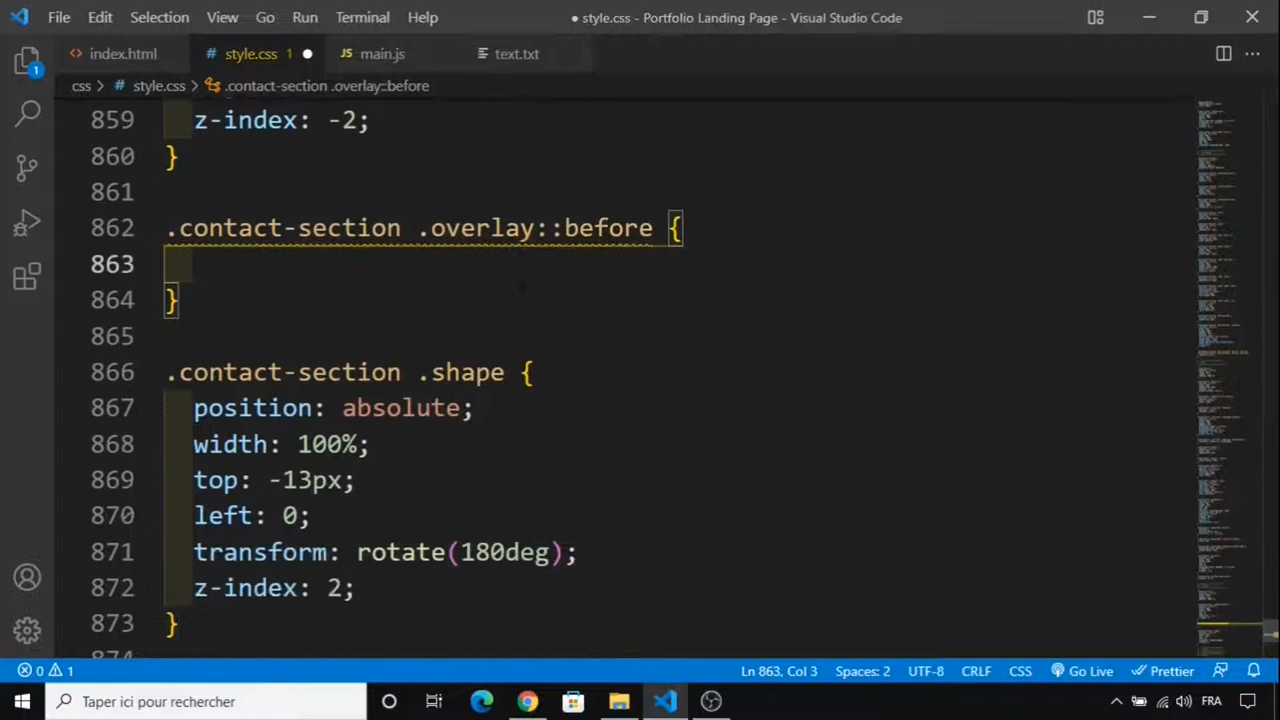 File Edit Selection View Go Run Terminal Help ● style.css - Portfolio Landing Page - Visual Studio Code
<> index.html # style.css 1 ● JS main.js text.txt
css > # style.css > .contact-section .overlay::before
1
859 z-index: -2;
860 }
861
862 .contact-section .overlay::before {
863
864 }
865
866 .contact-section .shape {
867 position: absolute;
868 width: 100%;
869 top: -13px;
870 left: 0;
871 transform: rotate(180deg);
872 z-index: 2;
873 }
0 1 Ln 863, Col 3 Spaces: 2 UTF-8 CRLF CSS Go Live Prettier
Taper ici pour rechercher FRA